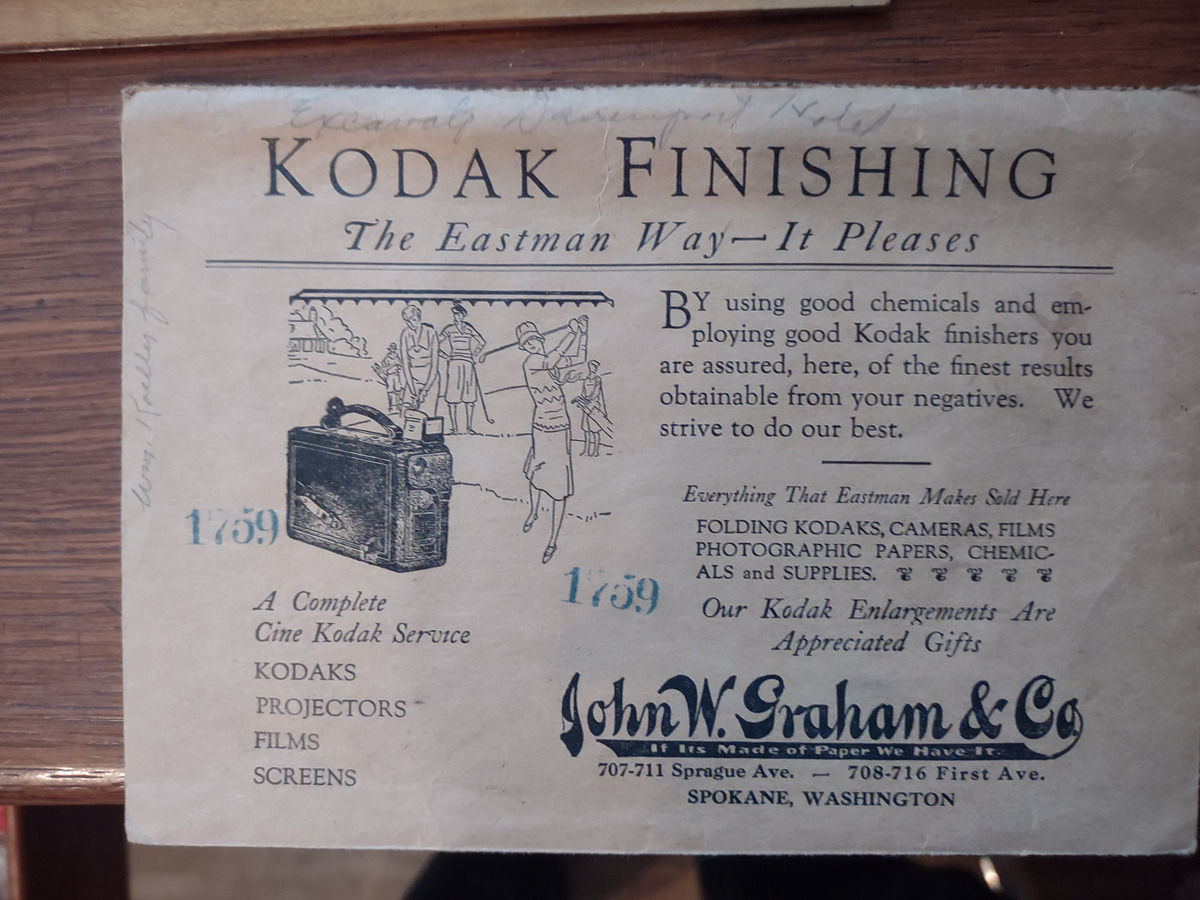 Excavatg Davenport Hotel
KODAK FINISHING
The Eastman Way—It Pleases
family
BY using good chemicals and em-
ploying good Kodak finishers you
are assured, here, of the finest results
obtainable from your negatives. We
strive to do our best.
Everything That Eastman Makes Sold Here
FOLDING KODAKS, CAMERAS, FILMS
PHOTOGRAPHIC PAPERS, CHEMIC-
ALS and SUPPLIES.
Our Kodak Enlargements Are
Appreciated Gifts
1759
1759
A Complete
Cine Kodak Service
KODAKS
PROJECTORS
FILMS
SCREENS
John W. Graham & Co
If Its Made of Paper We Have It.
707-711 Sprague Ave. — 708-716 First Ave.
SPOKANE, WASHINGTON